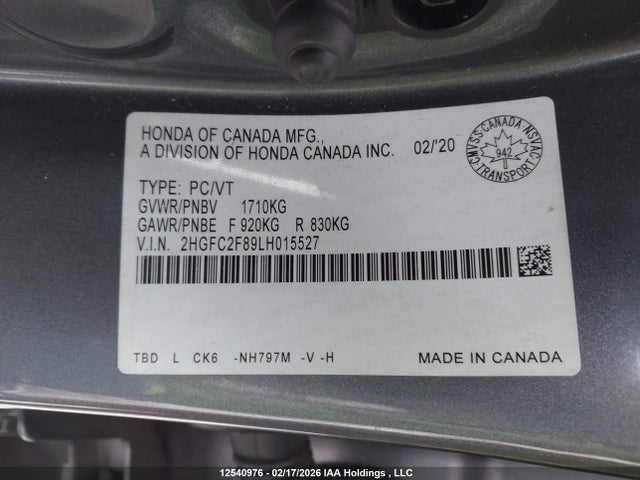 HONDA OF CANADA MFG.,
A DIVISION OF HONDA CANADA INC. 02/'20
CMVSS-CANADA-NSVAC
942
TRANSPORT
TYPE: PC/VT
GVWR/PNBV 1710KG
GAWR/PNBE F 920KG R 830KG
V.I.N. 2HGFC2F89LH015527
TBD L CK6 -NH797M -V -H
MADE IN CANADA
12540976 - 02/17/2026 IAA Holdings , LLC